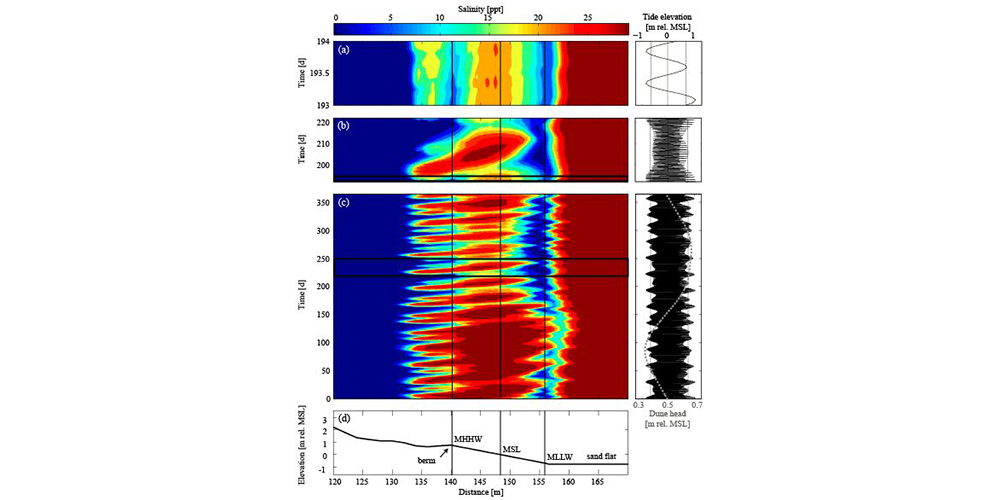 Salinity [ppt]
0 5 10 15 20 25
Tide elevation
[m rel. MSL]
−1 0 1
(a)
Time [d]
194
193.5
193
(b)
Time [d]
220
210
200
(c)
Time [d]
350
300
250
200
150
100
50
0
0.3 0.5 0.7
Dune head
[m rel. MSL]
(d)
Elevation [m rel. MSL]
3
2
1
0
-1
MHHW
berm
MSL
MLLW
sand flat
120 125 130 135 140 145 150 155 160 165
Distance [m]